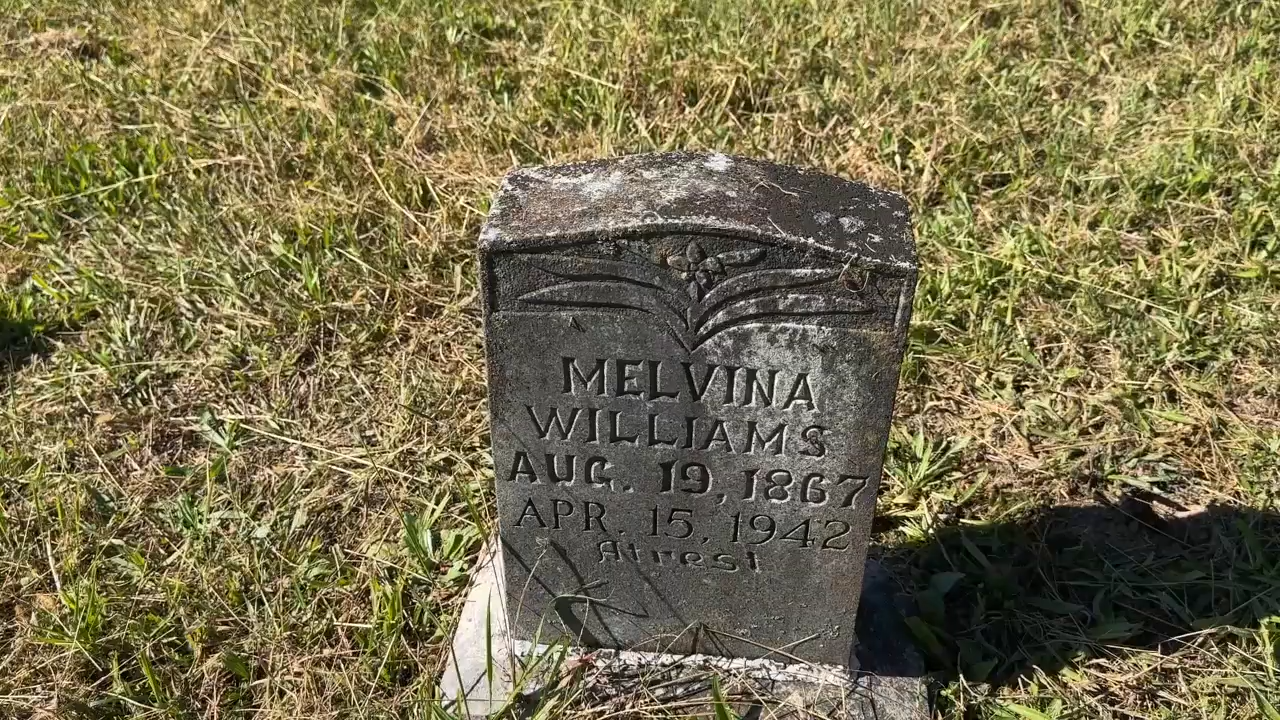 MELVINA
WILLIAMS
AUG. 19, 1867
APR. 15, 1942
At rest